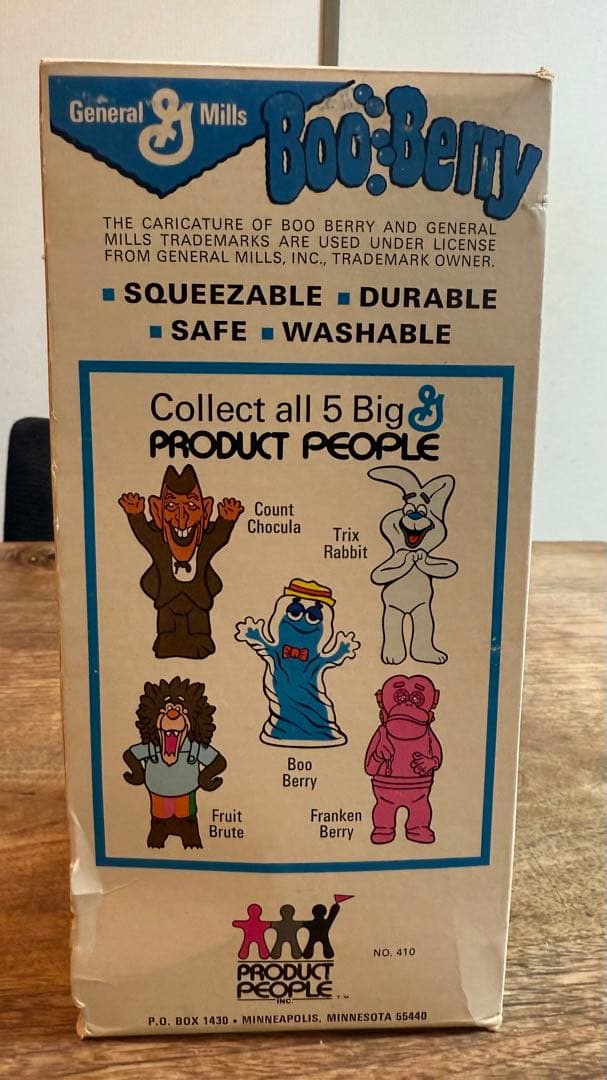 General G Mills
Boo Berry
THE CARICATURE OF BOO BERRY AND GENERAL
MILLS TRADEMARKS ARE USED UNDER LICENSE
FROM GENERAL MILLS, INC., TRADEMARK OWNER.
▪ SQUEEZABLE ▪ DURABLE
▪ SAFE ▪ WASHABLE
Collect all 5 Big G
PRODUCT PEOPLE
Count
Chocula
Trix
Rabbit
Boo
Berry
Fruit
Brute
Franken
Berry
NO. 410
PRODUCT
PEOPLE
INC. TM
P.O. BOX 1430 • MINNEAPOLIS, MINNESOTA 55440